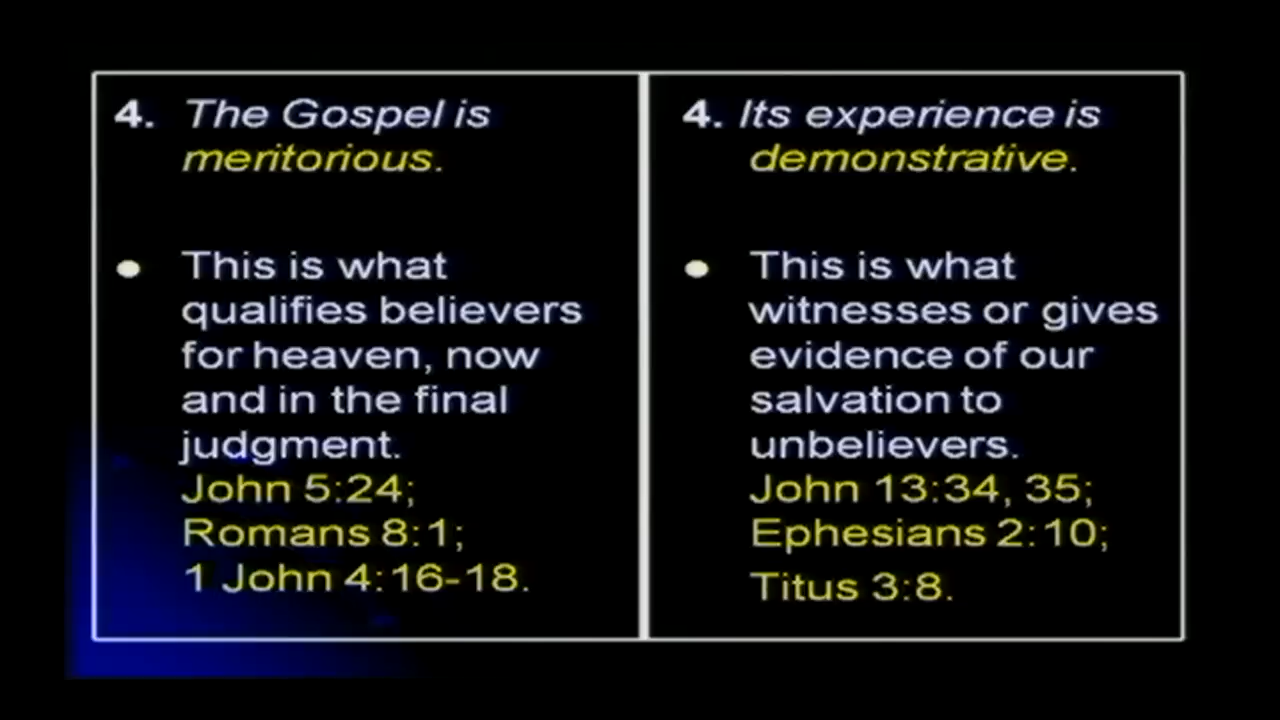 4. The Gospel is
meritorious.
• This is what
qualifies believers
for heaven, now
and in the final
judgment.
John 5:24;
Romans 8:1;
1 John 4:16-18.
4. Its experience is
demonstrative.
• This is what
witnesses or gives
evidence of our
salvation to
unbelievers.
John 13:34, 35;
Ephesians 2:10;
Titus 3:8.